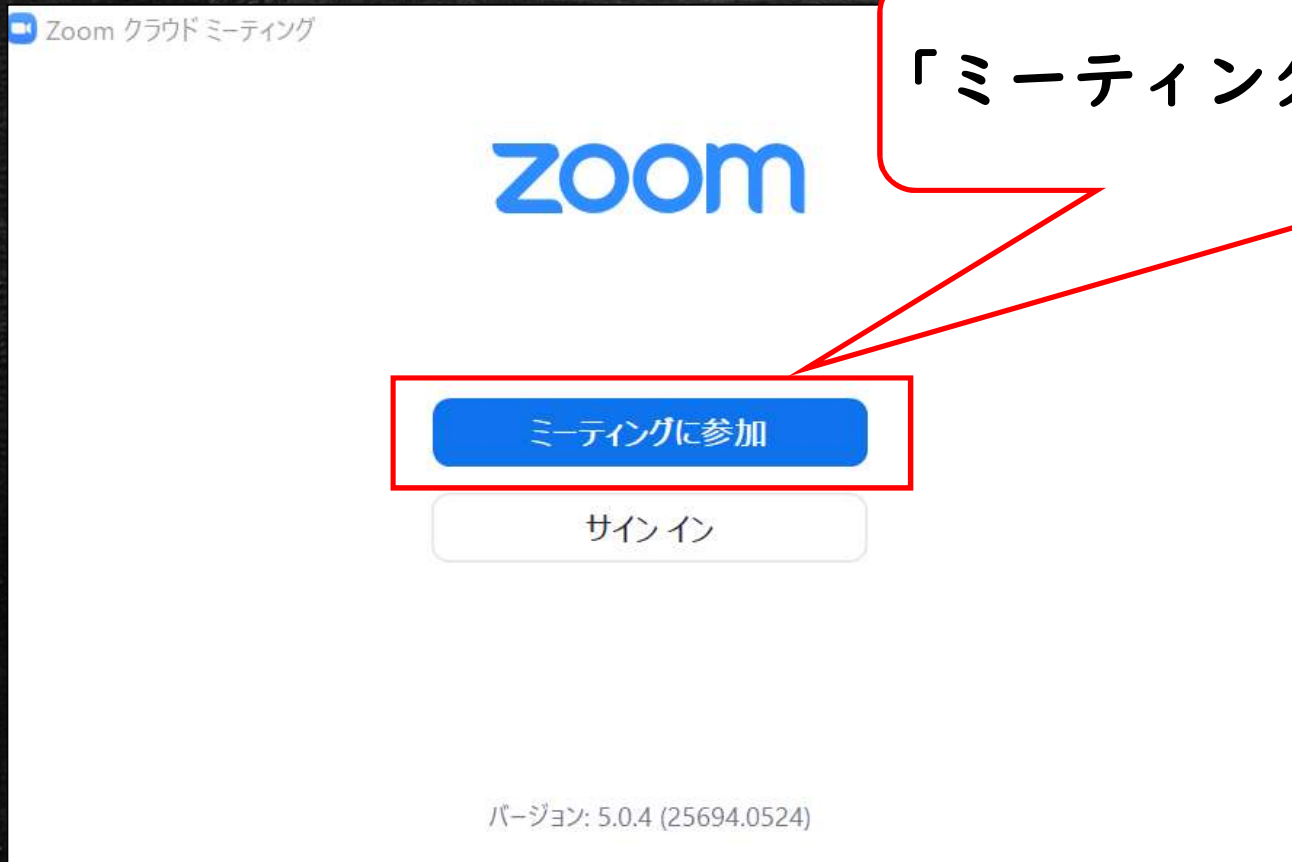 Zoom クラウド ミーティング
「ミーティング
zoom
ミーティングに参加
サイン イン
バージョン: 5.0.4 (25694.0524)